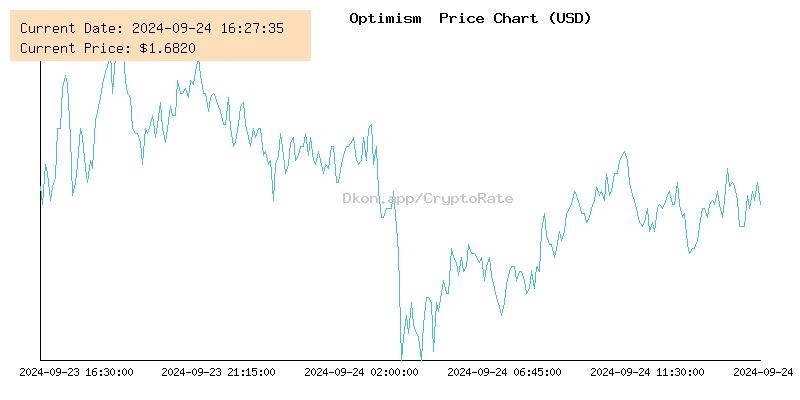 Optimism  Price Chart (USD)
Current Date: 2024-09-24 16:27:35
Current Price: $1.6820
Dkon.app/CryptoRate
2024-09-23 16:30:00 2024-09-23 21:15:00 2024-09-24 02:00:00 2024-09-24 06:45:00 2024-09-24 11:30:00 2024-09-24